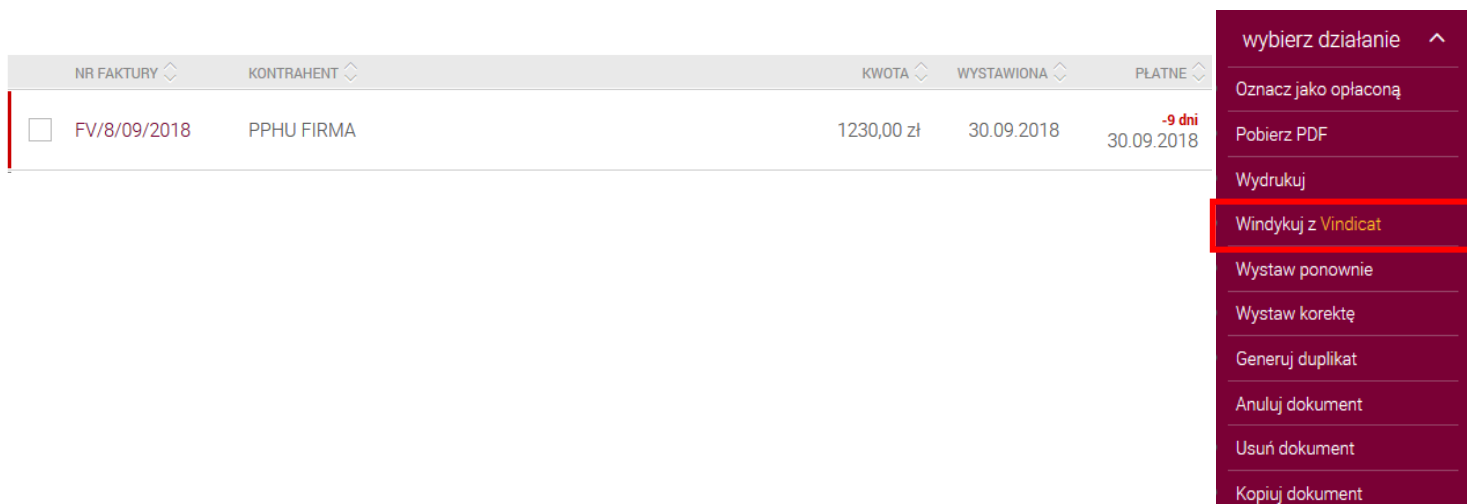 wybierz działanie
NR FAKTURY KONTRAHENT KWOTA WYSTAWIONA PŁATNE
Oznacz jako opłaconą
FV/8/09/2018 PPHU FIRMA 1230,00 zł 30.09.2018 -9 dni
30.09.2018
Pobierz PDF
Wydrukuj
Windykuj z Vindicat
Wystaw ponownie
Wystaw korektę
Generuj duplikat
Anuluj dokument
Usuń dokument
Kopiuj dokument